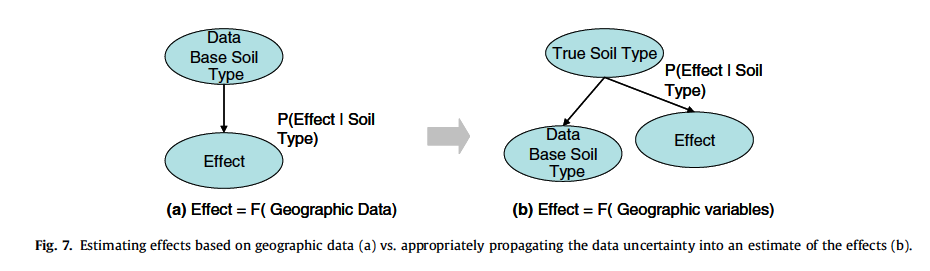 Data
Base Soil
Type
P(Effect | Soil
Type)
Effect
(a) Effect = F( Geographic Data)
True Soil Type
P(Effect | Soil
Type)
Data
Base Soil
Type
Effect
(b) Effect = F( Geographic variables)
Fig. 7. Estimating effects based on geographic data (a) vs. appropriately propagating the data uncertainty into an estimate of the effects (b).